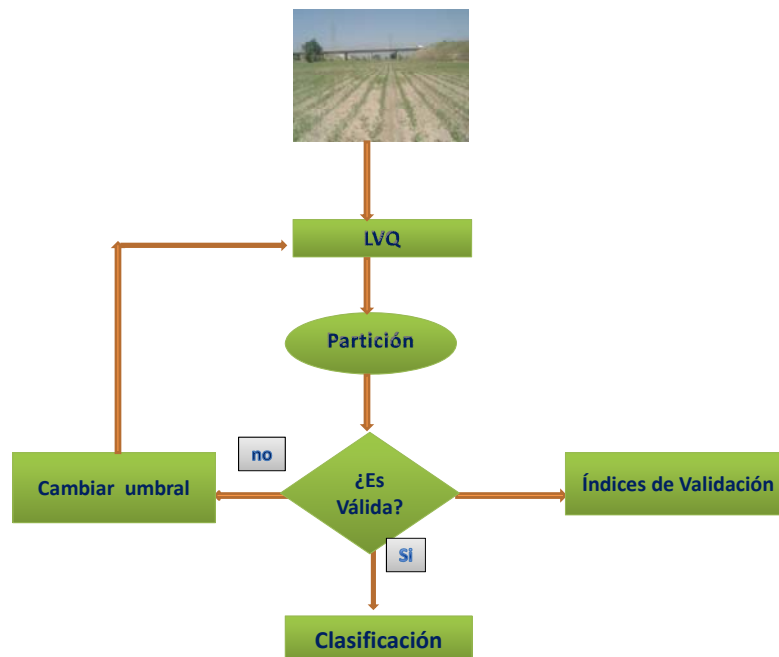 LVQ
Partición
no
¿Es
Válida?
Cambiar umbral
Índices de Validación
Si
Clasificación